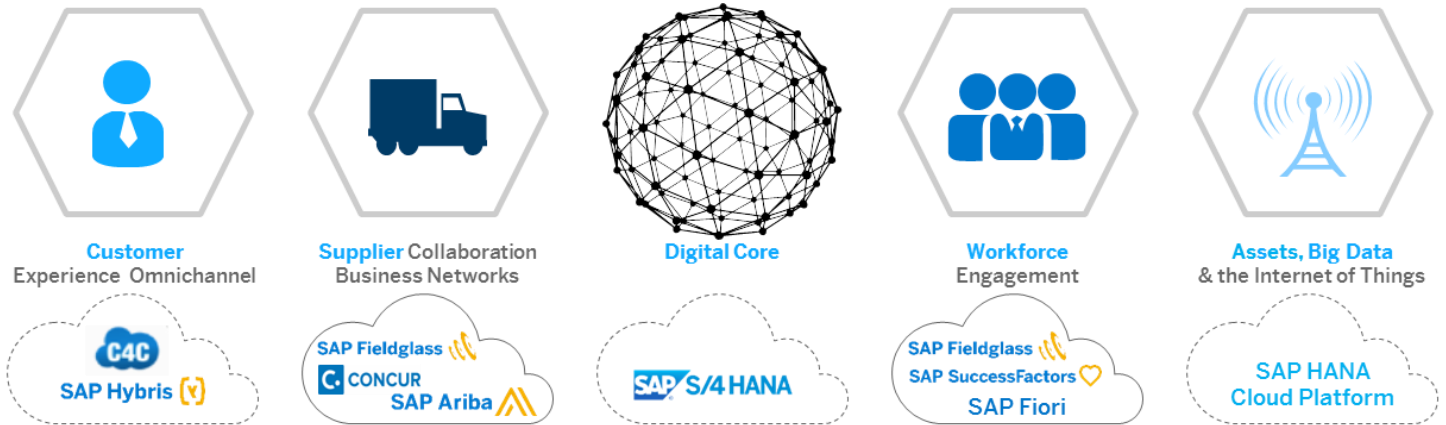 Customer
Experience Omnichannel
Supplier Collaboration
Business Networks
Digital Core
Workforce
Engagement
Assets, Big Data
& the Internet of Things
C4C
SAP Hybris
SAP Fieldglass
C. CONCUR
SAP Ariba
SAP S/4 HANA
SAP Fieldglass
SAP SuccessFactors
SAP Fiori
SAP HANA
Cloud Platform